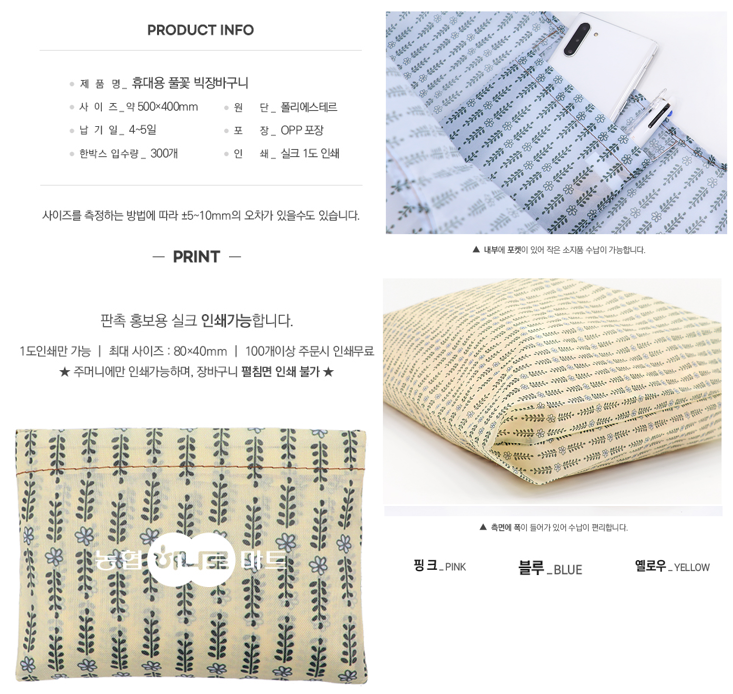 PRODUCT INFO
제 품 명_ 휴대용 풀꽃 빅장바구니
사 이 즈_약 500×400mm
원 단_ 폴리에스테르
납 기 일_ 4~5일
포 장_ OPP 포장
한박스 입수량_ 300개
인 쇄_ 실크 1도 인쇄
사이즈를 측정하는 방법에 따라 ±5~10mm의 오차가 있을수도 있습니다.
— PRINT —
판촉 홍보용 실크 인쇄가능합니다.
1도인쇄만 가능 | 최대 사이즈 : 80×40mm | 100개이상 주문시 인쇄무료
★ 주머니에만 인쇄가능하며, 장바구니 펼침면 인쇄 불가 ★
농협 하나로 마트
▲ 내부에 포켓이 있어 작은 소지품 수납이 가능합니다.
▲ 측면에 폭이 들어가 있어 수납이 편리합니다.
핑크_PINK
블루_BLUE
옐로우_YELLOW